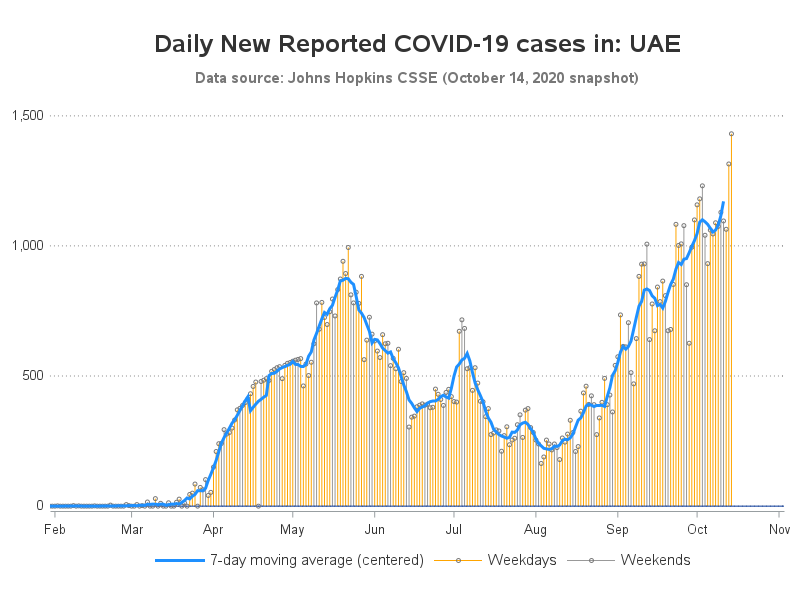 Daily New Reported COVID-19 cases in: UAE
Data source: Johns Hopkins CSSE (October 14, 2020 snapshot)
1,500
1,000
500
0
Feb Mar Apr May Jun Jul Aug Sep Oct Nov
7-day moving average (centered) Weekdays Weekends